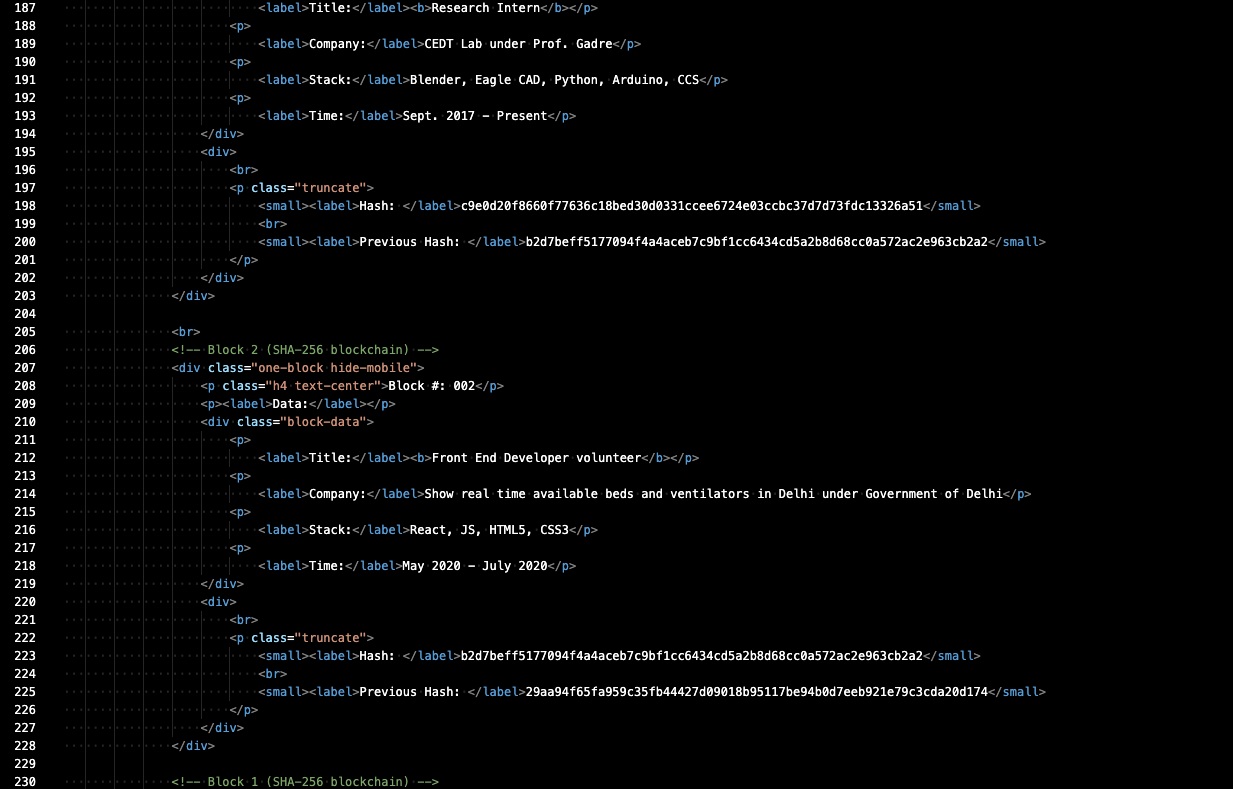 187 <label>Title:</label><b>Research Intern</b></p>
188 <p>
189 <label>Company:</label>CEDT Lab under Prof. Gadre</p>
190 <p>
191 <label>Stack:</label>Blender, Eagle CAD, Python, Arduino, CCS</p>
192 <p>
193 <label>Time:</label>Sept. 2017 - Present</p>
194 </div>
195 <div>
196 <br>
197 <p class="truncate">
198 <small><label>Hash: </label>c9e0d20f8660f77636c18bed30d0331ccee6724e03ccbc37d7d73fdc13326a51</small>
199 <br>
200 <small><label>Previous Hash: </label>b2d7beff5177094f4a4aceb7c9bf1cc6434cd5a2b8d68cc0a572ac2e963cb2a2</small>
201 </p>
202 </div>
203 </div>
204
205 <br>
206 <!-- Block 2 (SHA-256 blockchain) -->
207 <div class="one-block hide-mobile">
208 <p class="h4 text-center">Block #: 002</p>
209 <p><label>Data:</label></p>
210 <div class="block-data">
211 <p>
212 <label>Title:</label><b>Front End Developer volunteer</b></p>
213 <p>
214 <label>Company:</label>Show real time available beds and ventilators in Delhi under Government of Delhi</p>
215 <p>
216 <label>Stack:</label>React, JS, HTML5, CSS3</p>
217 <p>
218 <label>Time:</label>May 2020 - July 2020</p>
219 </div>
220 <div>
221 <br>
222 <p class="truncate">
223 <small><label>Hash: </label>b2d7beff5177094f4a4aceb7c9bf1cc6434cd5a2b8d68cc0a572ac2e963cb2a2</small>
224 <br>
225 <small><label>Previous Hash: </label>29aa94f65fa959c35fb44427d09018b95117be94b0d7eeb921e79c3cda20d174</small>
226 </p>
227 </div>
228 </div>
229
230 <!-- Block 1 (SHA-256 blockchain) -->